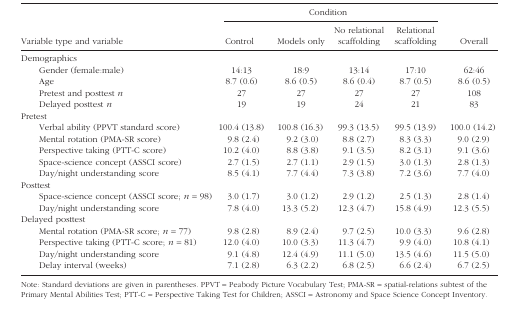 Condition
No relational Relational
Variable type and variable Control Models only scaffolding scaffolding Overall
Demographics
Gender (female:male) 14:13 18:9 13:14 17:10 62:46
Age 8.7 (0.6) 8.6 (0.5) 8.6 (0.4) 8.7 (0.5) 8.6 (0.5)
Pretest and posttest n 27 27 27 27 108
Delayed posttest n 19 19 24 21 83
Pretest
Verbal ability (PPVT standard score) 100.4 (13.8) 100.8 (16.3) 99.3 (13.5) 99.5 (13.9) 100.0 (14.2)
Mental rotation (PMA-SR score) 9.8 (2.4) 9.2 (3.0) 8.8 (2.7) 8.3 (3.3) 9.0 (2.9)
Perspective taking (PTT-C score) 10.2 (4.0) 8.8 (3.8) 9.1 (3.5) 8.2 (3.1) 9.1 (3.6)
Space-science concept (ASSCI score) 2.7 (1.5) 2.7 (1.1) 2.9 (1.5) 3.0 (1.3) 2.8 (1.3)
Day/night understanding score 8.5 (4.1) 7.7 (4.4) 7.3 (3.8) 7.2 (3.6) 7.7 (4.0)
Posttest
Space-science concept (ASSCI score; n = 98) 3.0 (1.7) 3.0 (1.2) 2.9 (1.2) 2.5 (1.3) 2.8 (1.4)
Day/night understanding score 7.8 (4.0) 13.3 (5.2) 12.3 (4.7) 15.8 (4.9) 12.3 (5.5)
Delayed posttest
Mental rotation (PMA-SR score; n = 77) 9.8 (2.8) 8.9 (2.4) 9.7 (2.5) 10.0 (3.3) 9.6 (2.8)
Perspective taking (PTT-C score; n = 81) 12.0 (4.0) 10.0 (3.3) 11.3 (4.7) 9.9 (4.0) 10.8 (4.1)
Day/night understanding score 9.1 (4.8) 12.4 (4.9) 11.1 (5.0) 13.5 (4.6) 11.5 (5.0)
Delay interval (weeks) 7.1 (2.8) 6.3 (2.2) 6.8 (2.5) 6.6 (2.4) 6.7 (2.5)
Note: Standard deviations are given in parentheses. PPVT = Peabody Picture Vocabulary Test; PMA-SR = spatial-relations subtest of the
Primary Mental Abilities Test; PTT-C = Perspective Taking Test for Children; ASSCI = Astronomy and Space Science Concept Inventory.